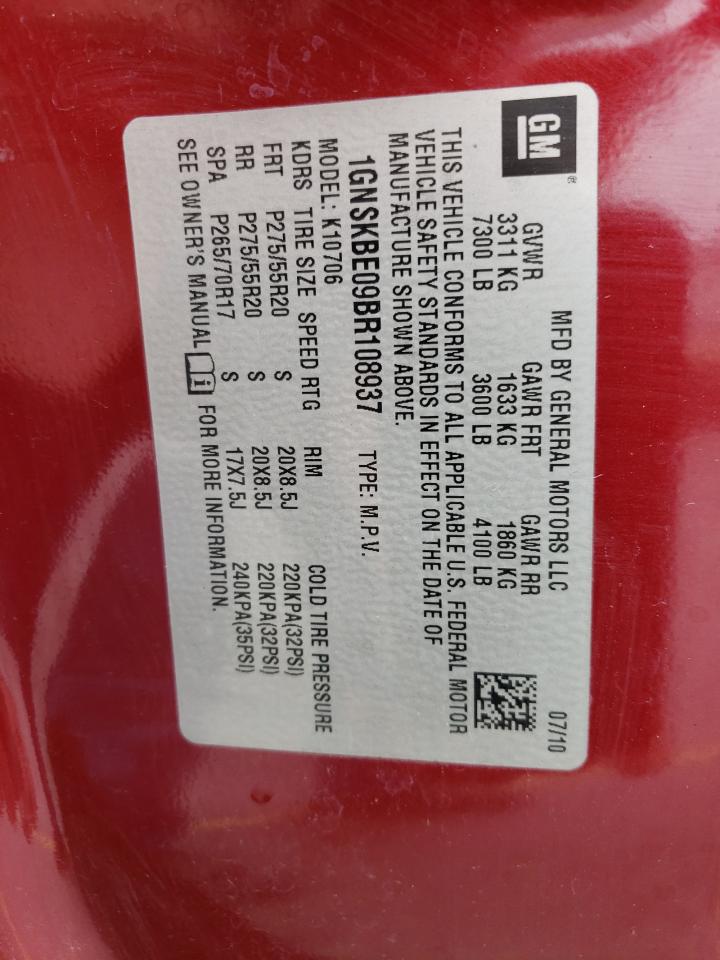 GM®
MFD BY GENERAL MOTORS LLC 07/10
GVWR GAWR FRT GAWR RR
3311 KG 1633 KG 1860 KG
7300 LB 3600 LB 4100 LB
THIS VEHICLE CONFORMS TO ALL APPLICABLE U.S. FEDERAL MOTOR
VEHICLE SAFETY STANDARDS IN EFFECT ON THE DATE OF
MANUFACTURE SHOWN ABOVE.
1GNSKBE09BR108937 TYPE: M.P.V.
MODEL: K10706
KDRS TIRE SIZE SPEED RTG RIM COLD TIRE PRESSURE
FRT P275/55R20 S 20X8.5J 220KPA(32PSI)
RR P275/55R20 S 20X8.5J 220KPA(32PSI)
SPA P265/70R17 S 17X7.5J 240KPA(35PSI)
SEE OWNER'S MANUAL i FOR MORE INFORMATION.